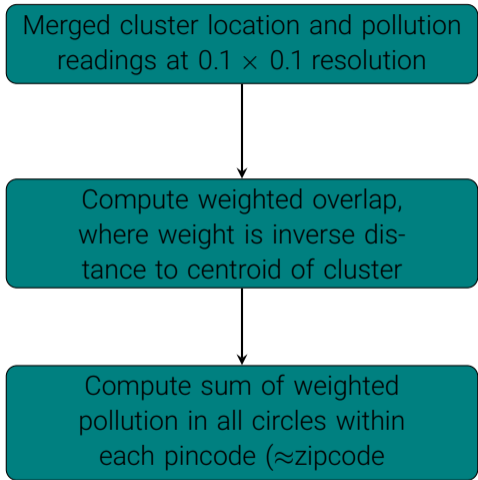 Merged cluster location and pollution
readings at 0.1 × 0.1 resolution
Compute weighted overlap,
where weight is inverse dis-
tance to centroid of cluster
Compute sum of weighted
pollution in all circles within
each pincode (≈zipcode